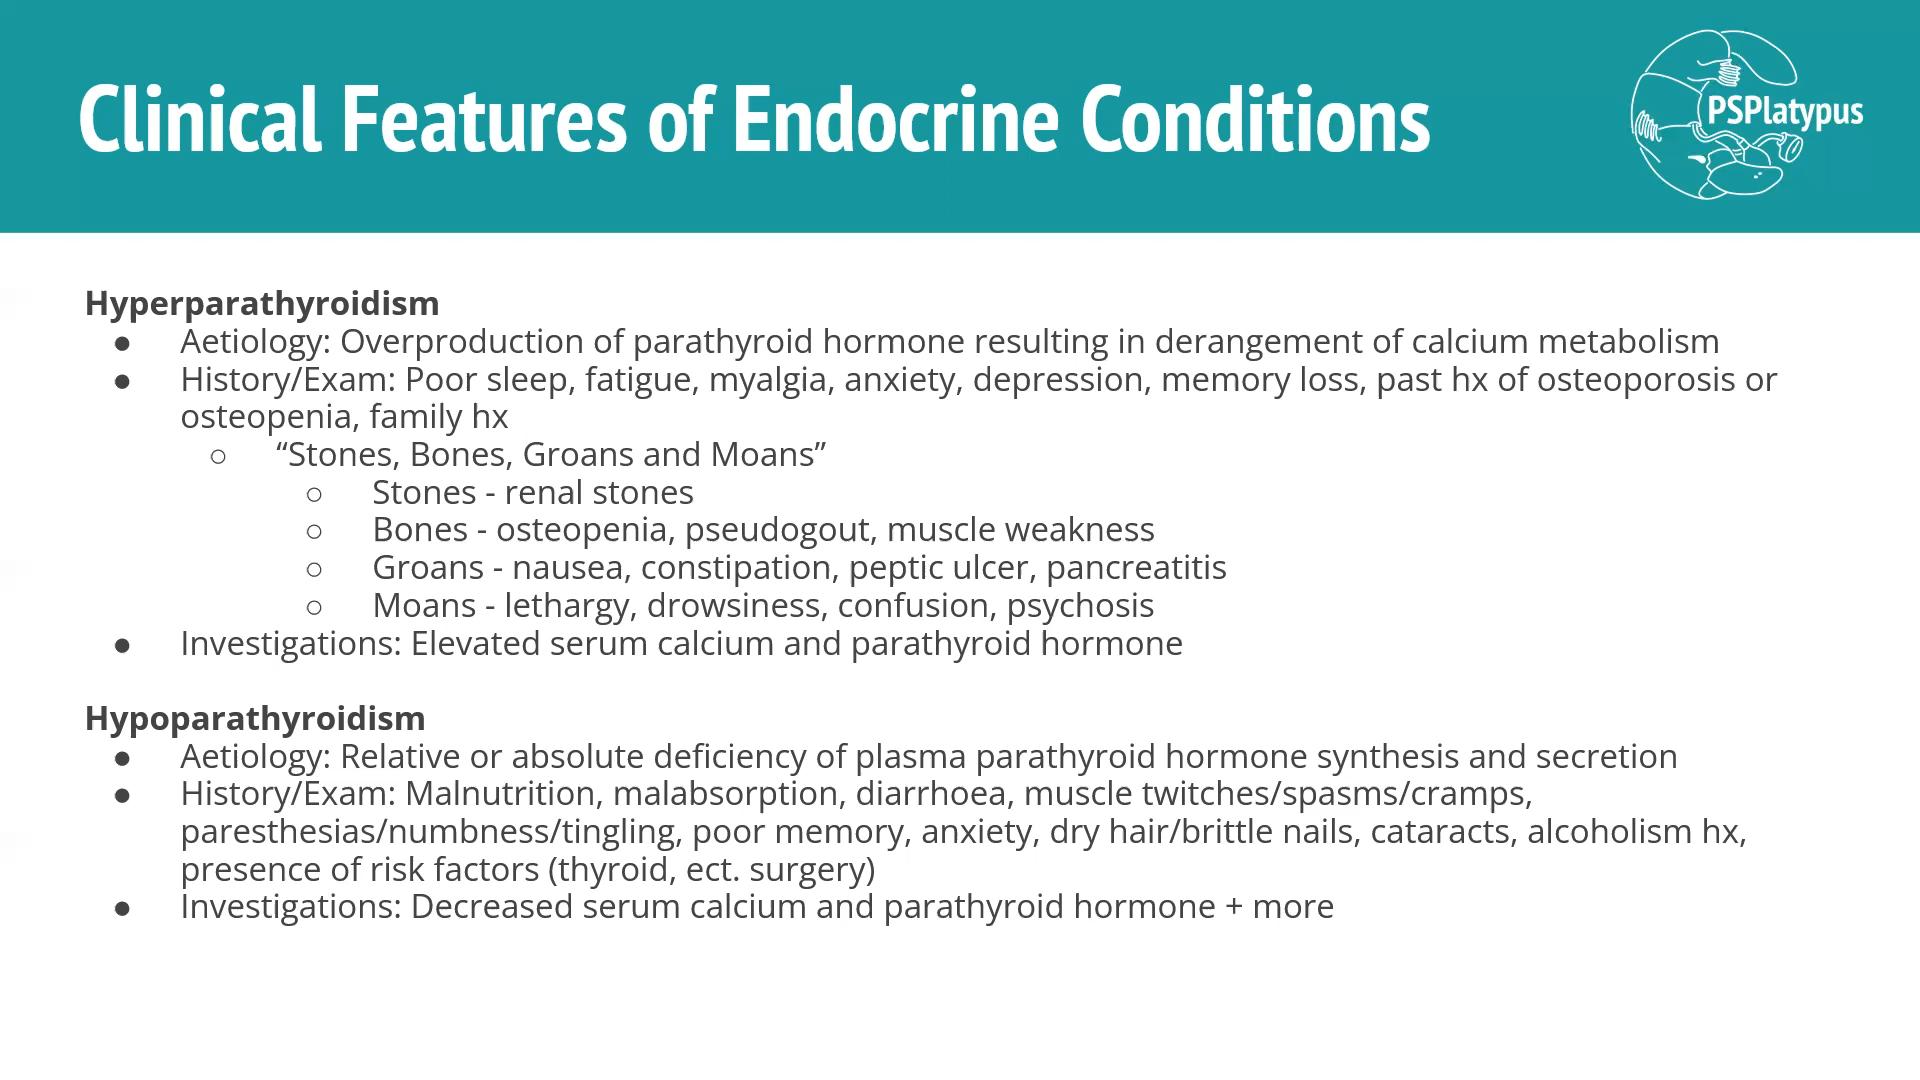 Clinical Features of Endocrine Conditions
PSPlatypus
Hyperparathyroidism
● Aetiology: Overproduction of parathyroid hormone resulting in derangement of calcium metabolism
● History/Exam: Poor sleep, fatigue, myalgia, anxiety, depression, memory loss, past hx of osteoporosis or
osteopenia, family hx
○ “Stones, Bones, Groans and Moans”
○ Stones - renal stones
○ Bones - osteopenia, pseudogout, muscle weakness
○ Groans - nausea, constipation, peptic ulcer, pancreatitis
○ Moans - lethargy, drowsiness, confusion, psychosis
● Investigations: Elevated serum calcium and parathyroid hormone
Hypoparathyroidism
● Aetiology: Relative or absolute deficiency of plasma parathyroid hormone synthesis and secretion
● History/Exam: Malnutrition, malabsorption, diarrhoea, muscle twitches/spasms/cramps,
paresthesias/numbness/tingling, poor memory, anxiety, dry hair/brittle nails, cataracts, alcoholism hx,
presence of risk factors (thyroid, ect. surgery)
● Investigations: Decreased serum calcium and parathyroid hormone + more